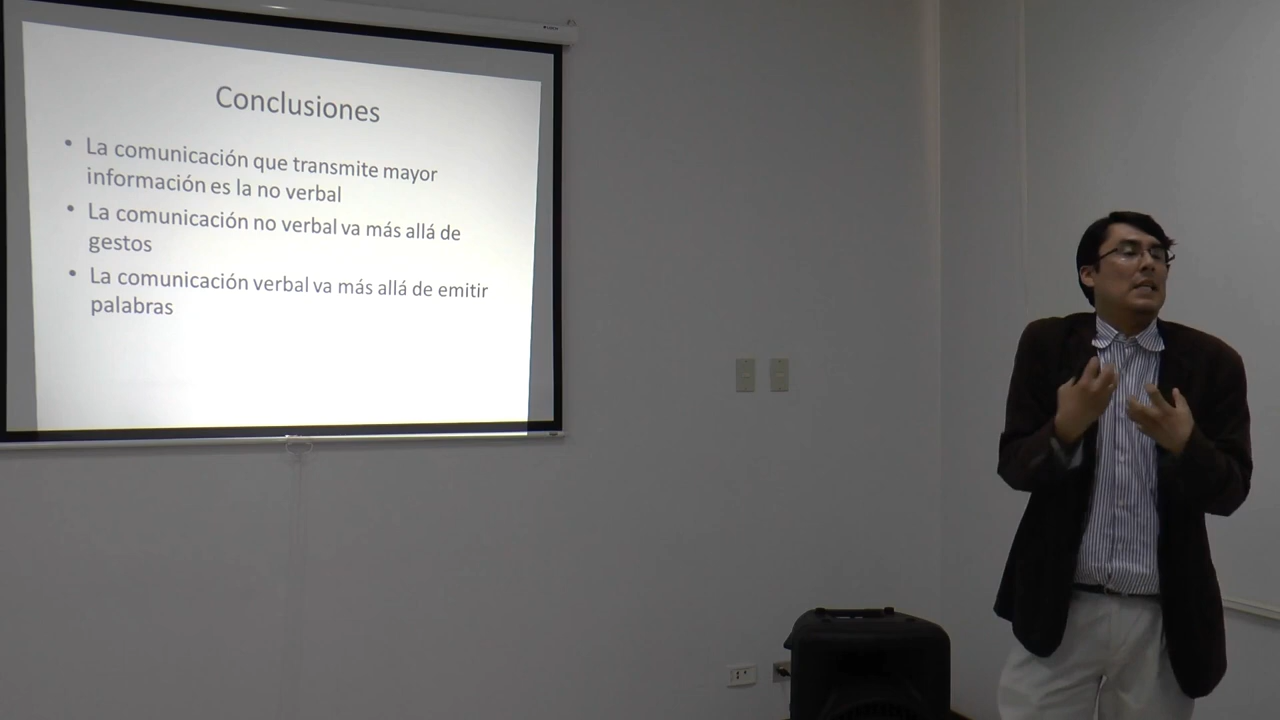 Conclusiones
• La comunicación que transmite mayor
información es la no verbal
• La comunicación no verbal va más allá de
gestos
• La comunicación verbal va más allá de emitir
palabras